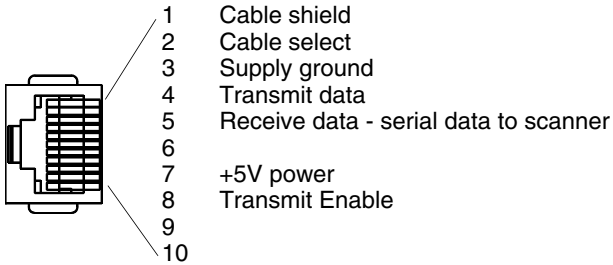 1 Cable shield
2 Cable select
3 Supply ground
4 Transmit data
5 Receive data - serial data to scanner
6
7 +5V power
8 Transmit Enable
9
10